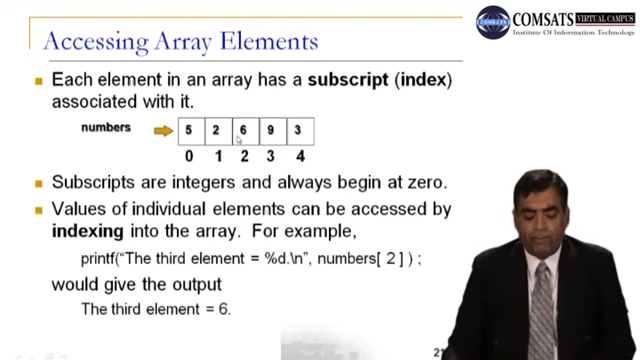 COMSATS VIRTUAL CAMPUS
Institute Of Information Technology
COMSATS
Accessing Array Elements
Each element in an array has a subscript (index)
associated with it.
numbers 5 2 6 9 3
0 1 2 3 4
Subscripts are integers and always begin at zero.
Values of individual elements can be accessed by
indexing into the array. For example,
printf(“The third element = %d.\n”, numbers[ 2 ] ) ;
would give the output
The third element = 6.